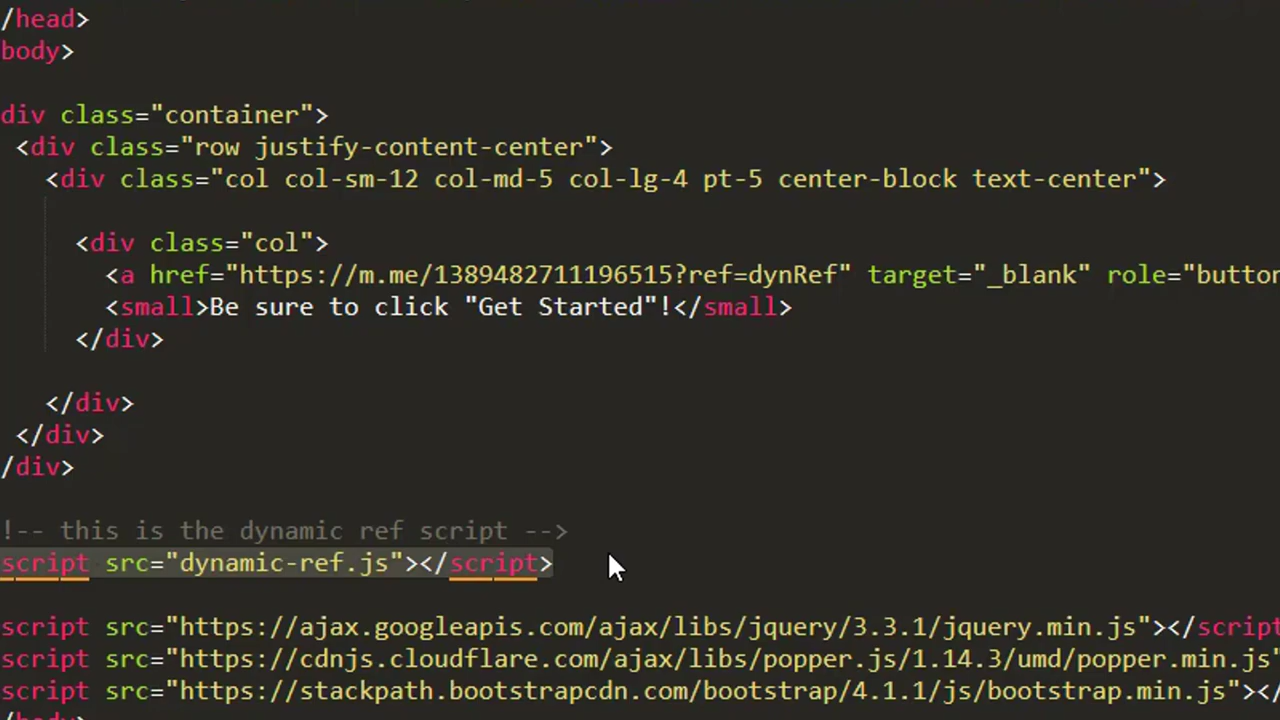 /head>
body>
div class="container">
<div class="row justify-content-center">
<div class="col col-sm-12 col-md-5 col-lg-4 pt-5 center-block text-center">
<div class="col">
<a href="https://m.me/1389482711196515?ref=dynRef" target="_blank" role="button
<small>Be sure to click "Get Started"!</small>
</div>
</div>
</div>
/div>
!-- this is the dynamic ref script -->
script src="dynamic-ref.js"></script>
script src="https://ajax.googleapis.com/ajax/libs/jquery/3.3.1/jquery.min.js"></script
script src="https://cdnjs.cloudflare.com/ajax/libs/popper.js/1.14.3/umd/popper.min.js"
script src="https://stackpath.bootstrapcdn.com/bootstrap/4.1.1/js/bootstrap.min.js"></
/body>